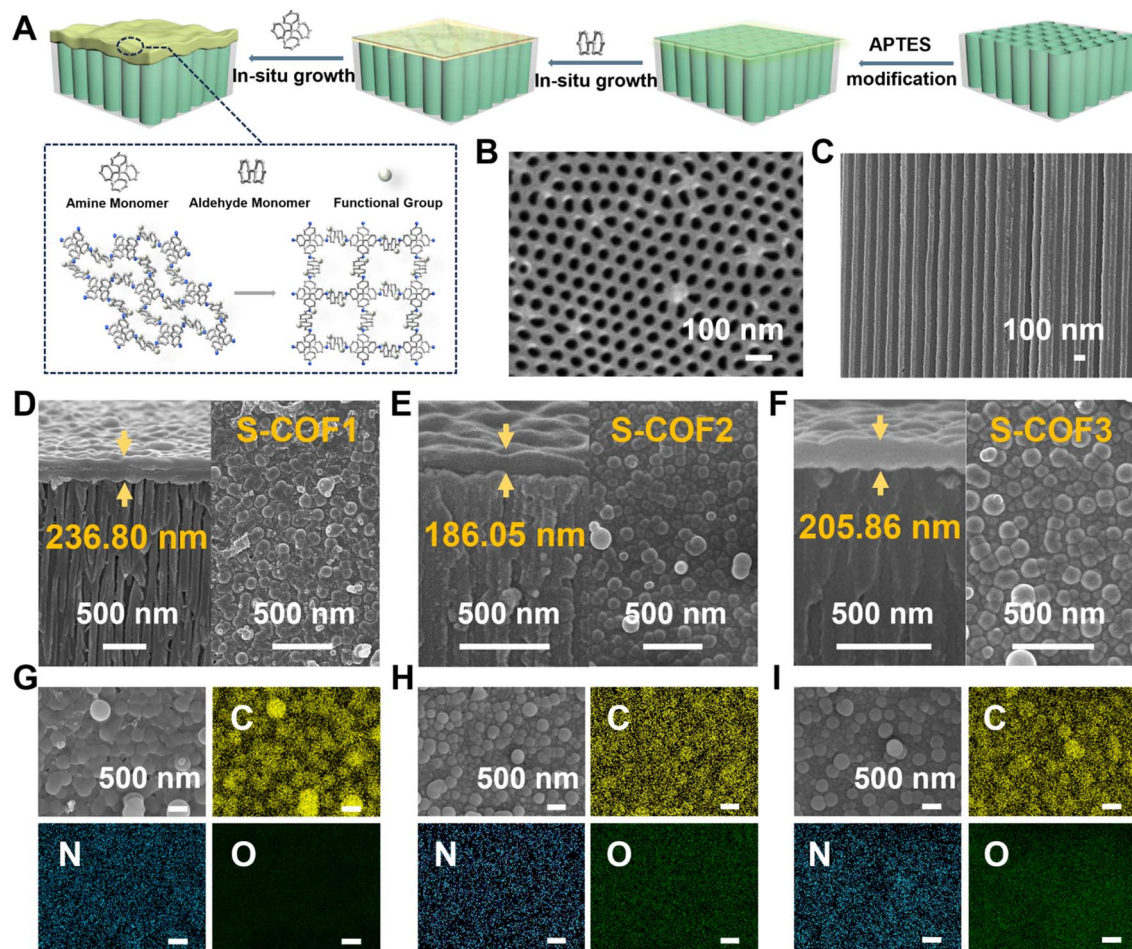 A
In-situ growth
In-situ growth
APTES
modification
Amine Monomer
Aldehyde Monomer
Functional Group
B
100 nm
C
100 nm
D
236.80 nm
500 nm
S-COF1
500 nm
E
186.05 nm
500 nm
S-COF2
500 nm
F
205.86 nm
500 nm
S-COF3
500 nm
G
500 nm
C
N
O
H
500 nm
C
N
O
I
500 nm
C
N
O